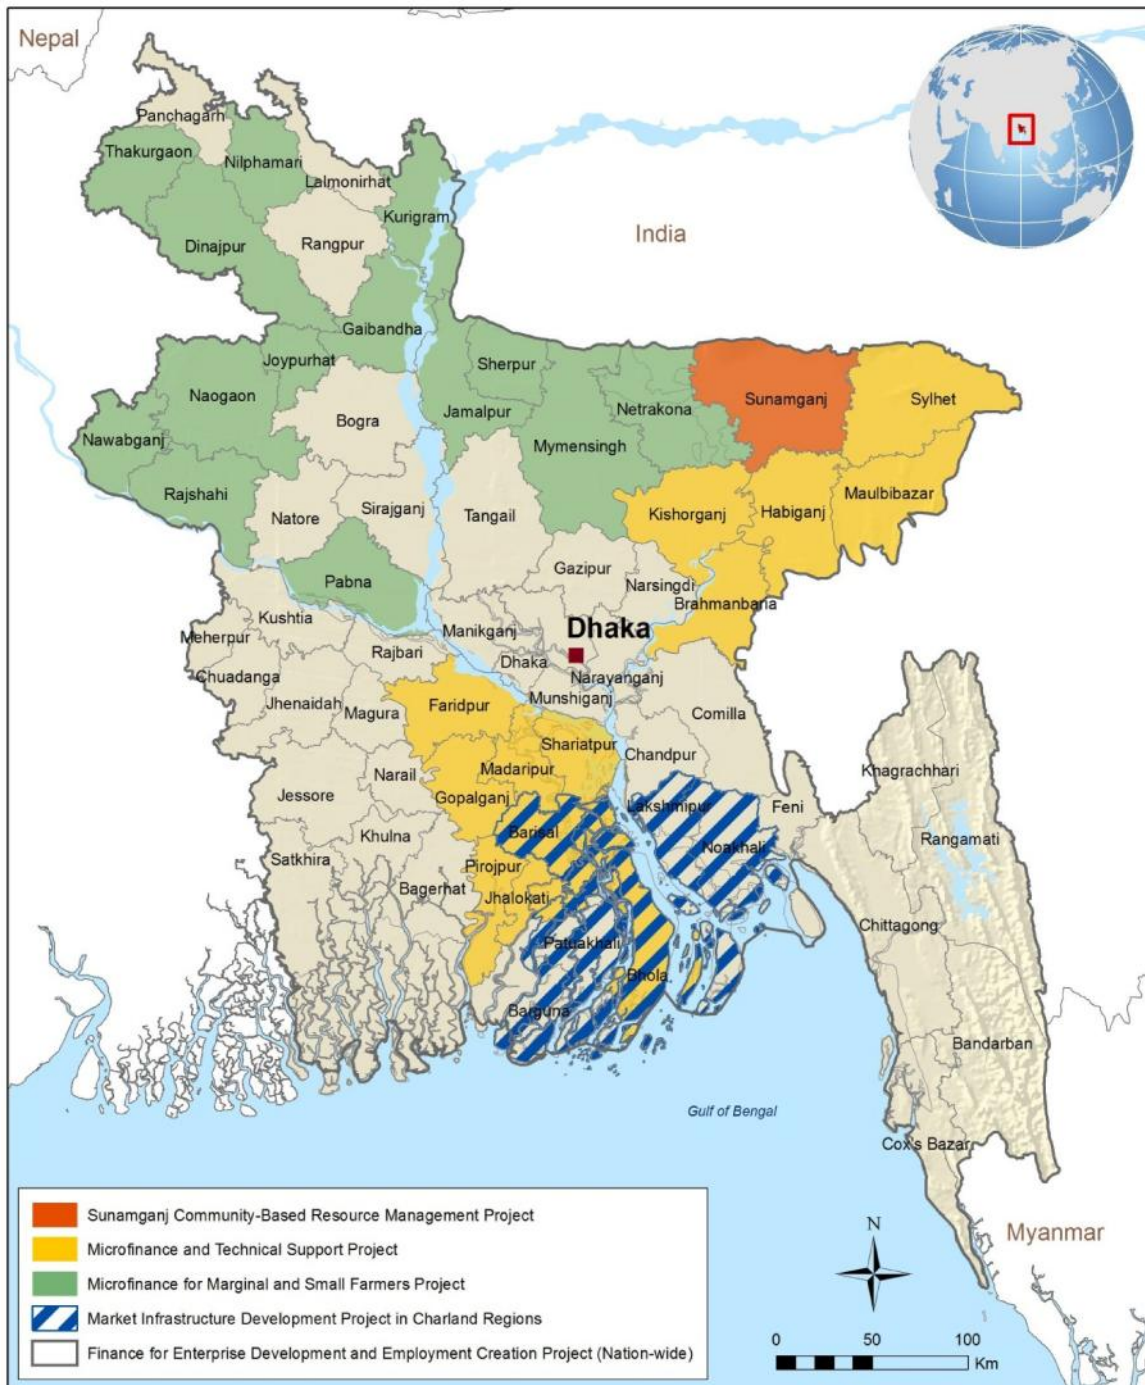 Nepal
Panchagarh
Thakurgaon
Nilphamari
Lalmonirhat
Kurigram
Dinajpur
Rangpur
India
Gaibandha
Joypurhat
Sherpur
Naogaon
Sunamganj
Sylhet
Bogra
Jamalpur
Netrakona
Nawabganj
Mymensingh
Rajshahi
Sirajganj
Maulbibazar
Natore
Tangail
Kishorganj
Habiganj
Gazipur
Pabna
Narsingdi
Brahmanbaria
Kushtia
Manikganj
Dhaka
Meherpur
Rajbari
Dhaka
Chuadanga
Narayanganj
Jhenaidah
Munshiganj
Magura
Faridpur
Comilla
Shariatpur
Chandpur
Narail
Madaripur
Khagrachhari
Jessore
Gopalganj
Lakshmipur
Feni
Khulna
Barisal
Noakhali
Rangamati
Satkhira
Pirojpur
Bagerhat
Jhalokati
Chittagong
Patuakhali
Bhola
Barguna
Bandarban
Gulf of Bengal
Cox's Bazar
Myanmar
Sunamganj Community-Based Resource Management Project
Microfinance and Technical Support Project
Microfinance for Marginal and Small Farmers Project
Market Infrastructure Development Project in Charland Regions
Finance for Enterprise Development and Employment Creation Project (Nation-wide)
N
0 50 100
Km